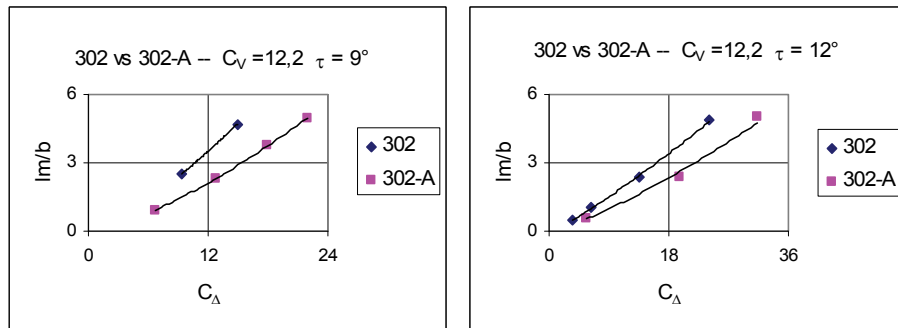 302 vs 302-A -- CV =12,2 τ = 9°
6
3
0
lm/b
0 12 24
CΔ
302
302-A
302 vs 302-A -- CV =12,2 τ = 12°
6
3
0
lm/b
0 18 36
CΔ
302
302-A